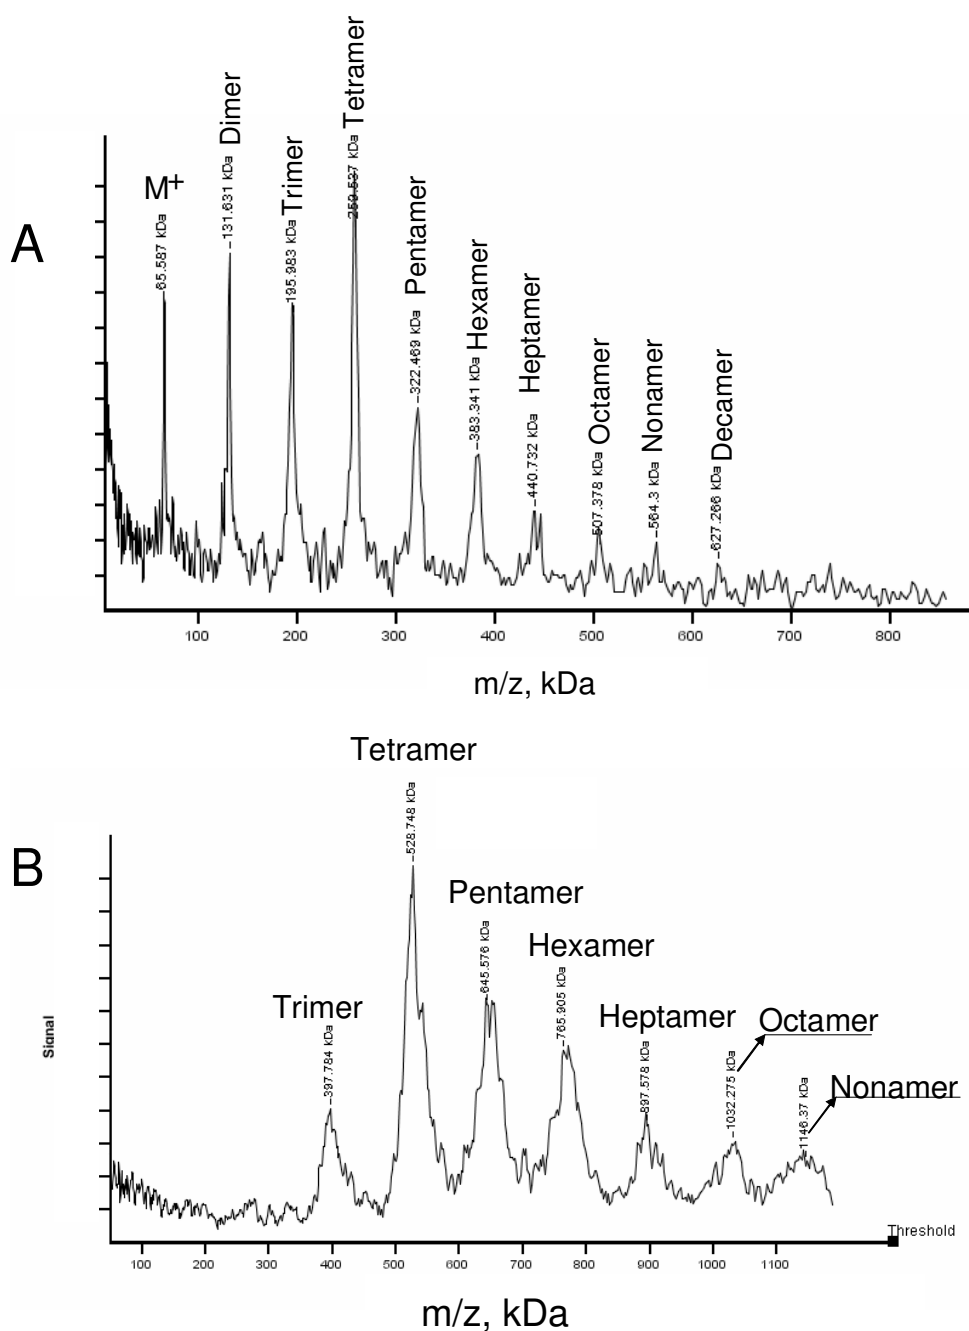 A
M+
65.587 kDa
Dimer
131.631 kDa
Trimer
195.983 kDa
Tetramer
259.537 kDa
Pentamer
322.469 kDa
Hexamer
383.341 kDa
Heptamer
440.732 kDa
Octamer
507.378 kDa
Nonamer
564.3 kDa
Decamer
627.266 kDa
100 200 300 400 500 600 700 800
m/z, kDa
B
Signal
Trimer
397.784 kDa
Tetramer
528.748 kDa
Pentamer
645.576 kDa
Hexamer
765.905 kDa
Heptamer
897.578 kDa
Octamer
1032.275 kDa
Nonamer
1146.37 kDa
Threshold
100 200 300 400 500 600 700 800 900 1000 1100
m/z, kDa